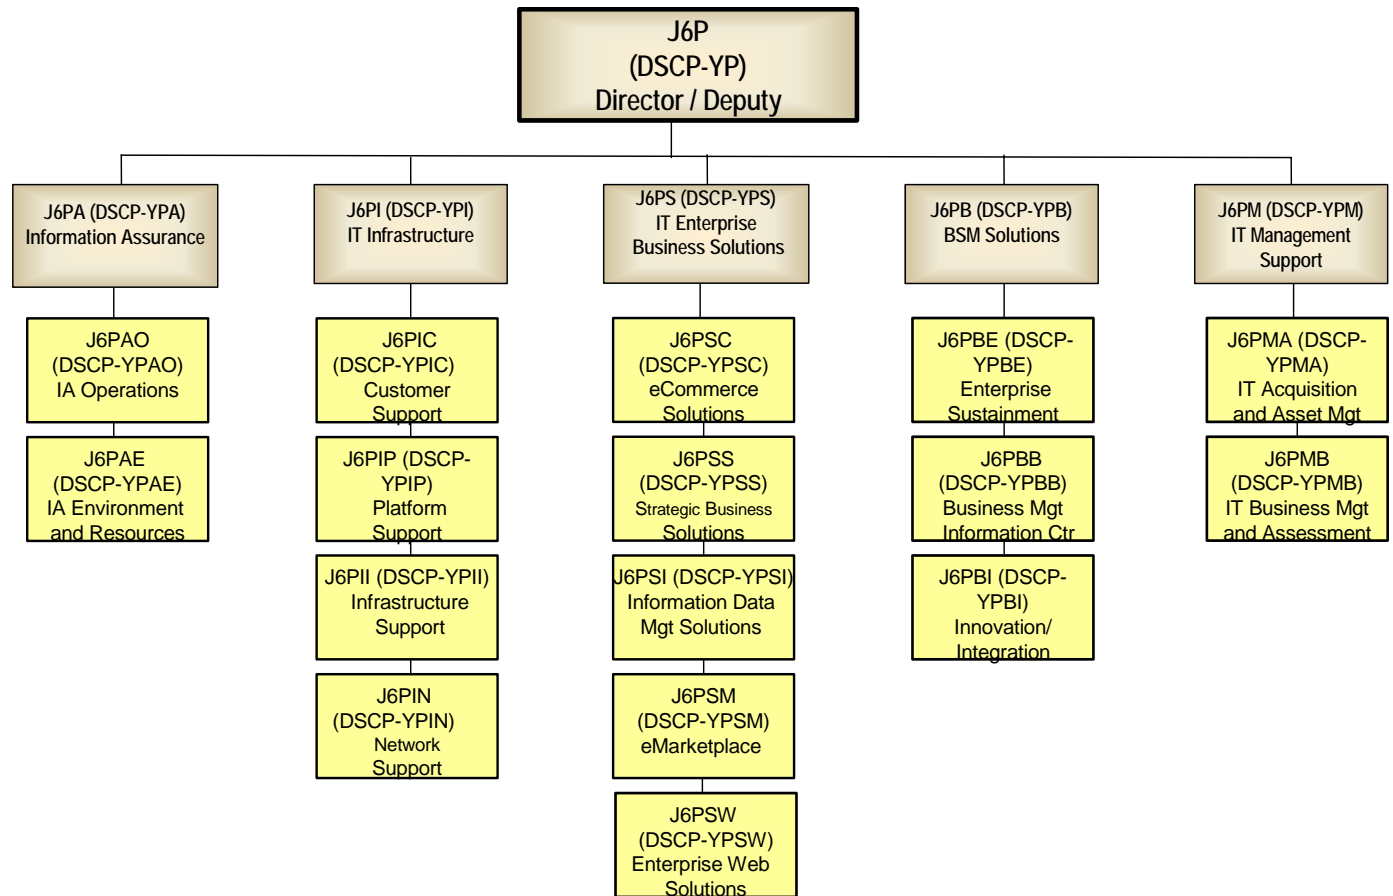 J6P
(DSCP-YP)
Director / Deputy
J6PA (DSCP-YPA)
Information Assurance
J6PI (DSCP-YPI)
IT Infrastructure
J6PS (DSCP-YPS)
IT Enterprise
Business Solutions
J6PB (DSCP-YPB)
BSM Solutions
J6PM (DSCP-YPM)
IT Management
Support
J6PAO
(DSCP-YPAO)
IA Operations
J6PAE
(DSCP-YPAE)
IA Environment
and Resources
J6PIC
(DSCP-YPIC)
Customer
Support
J6PIP (DSCP-
YPIP)
Platform
Support
J6PII (DSCP-YPII)
Infrastructure
Support
J6PIN
(DSCP-YPIN)
Network
Support
J6PSC
(DSCP-YPSC)
eCommerce
Solutions
J6PSS
(DSCP-YPSS)
Strategic Business
Solutions
J6PSI (DSCP-YPSI)
Information Data
Mgt Solutions
J6PSM
(DSCP-YPSM)
eMarketplace
J6PSW
(DSCP-YPSW)
Enterprise Web
Solutions
J6PBE (DSCP-
YPBE)
Enterprise
Sustainment
J6PBB
(DSCP-YPBB)
Business Mgt
Information Ctr
J6PBI (DSCP-
YPBI)
Innovation/
Integration
J6PMA (DSCP-
YPMA)
IT Acquisition
and Asset Mgt
J6PMB
(DSCP-YPMB)
IT Business Mgt
and Assessment